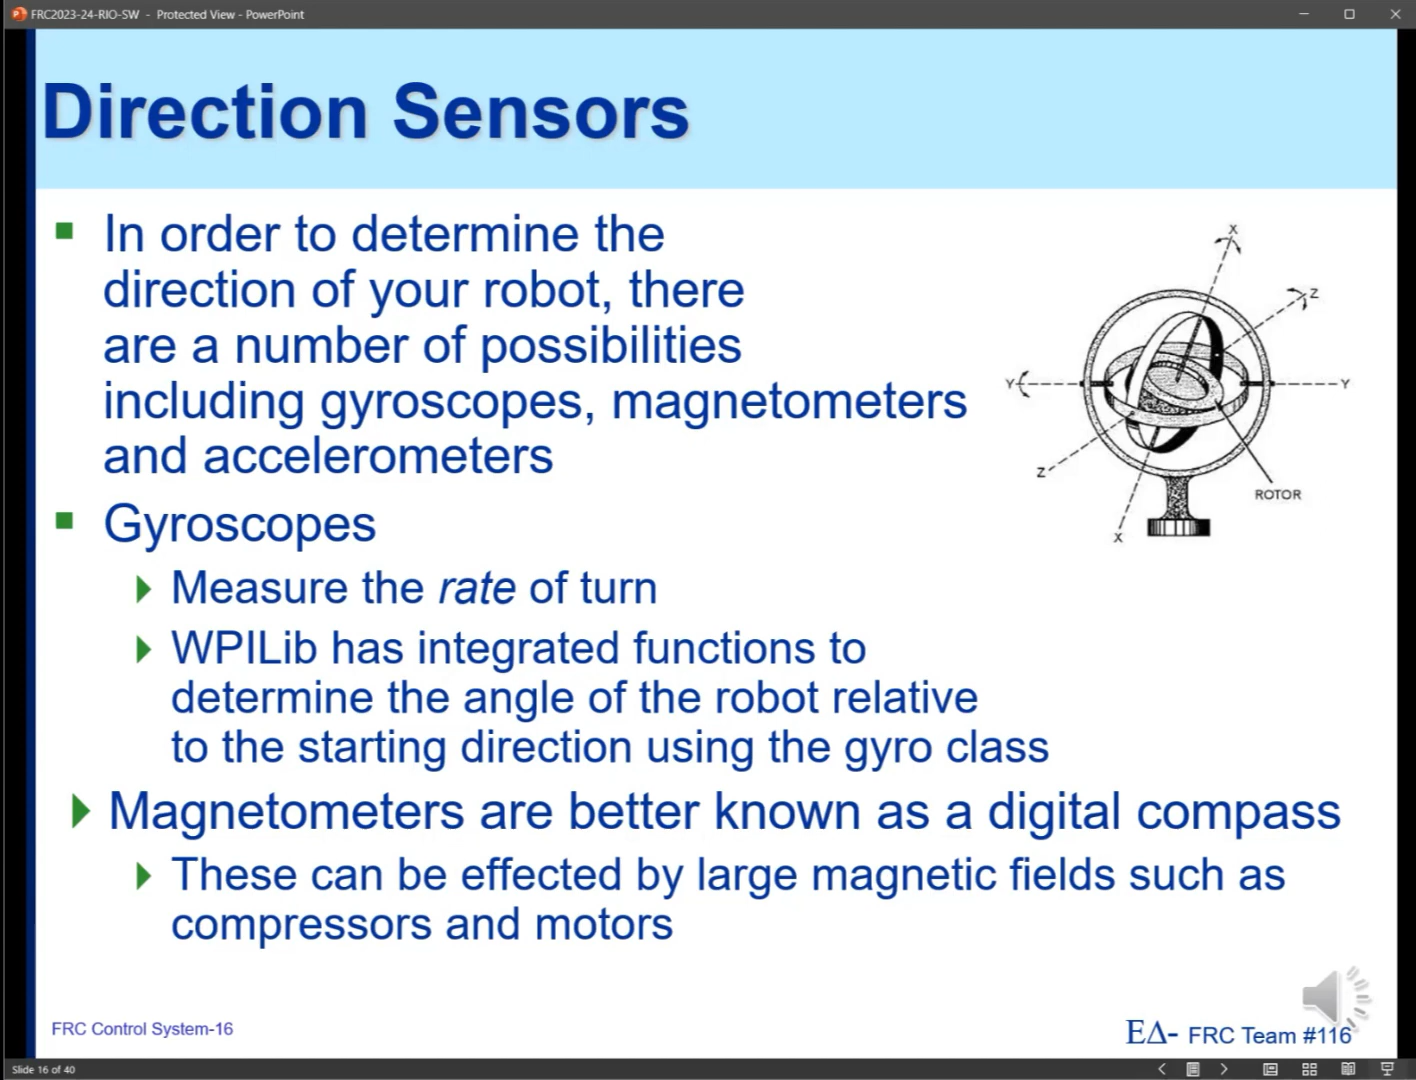 FRC2023-24-RIO-SW - Protected View - PowerPoint
Direction Sensors
In order to determine the
direction of your robot, there
are a number of possibilities
including gyroscopes, magnetometers
and accelerometers
X
Z
Y
Y
Z
ROTOR
X
Gyroscopes
Measure the rate of turn
WPILib has integrated functions to
determine the angle of the robot relative
to the starting direction using the gyro class
Magnetometers are better known as a digital compass
These can be effected by large magnetic fields such as
compressors and motors
FRC Control System-16
ΕΔ- FRC Team #116
Slide 16 of 40